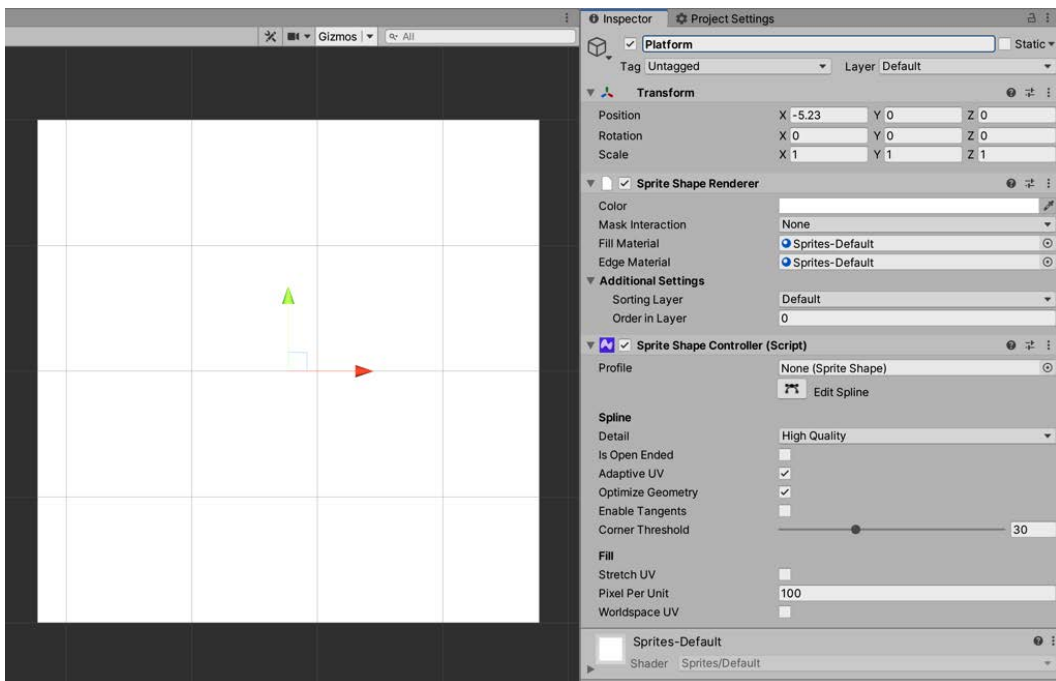 Inspector Project Settings
Gizmos All
Platform Static
Tag Untagged Layer Default
Transform
Position X -5.23 Y 0 Z 0
Rotation X 0 Y 0 Z 0
Scale X 1 Y 1 Z 1
Sprite Shape Renderer
Color
Mask Interaction None
Fill Material Sprites-Default
Edge Material Sprites-Default
Additional Settings
Sorting Layer Default
Order in Layer 0
Sprite Shape Controller (Script)
Profile None (Sprite Shape)
Edit Spline
Spline
Detail High Quality
Is Open Ended
Adaptive UV
Optimize Geometry
Enable Tangents
Corner Threshold 30
Fill
Stretch UV
Pixel Per Unit 100
Worldspace UV
Sprites-Default
Shader Sprites/Default